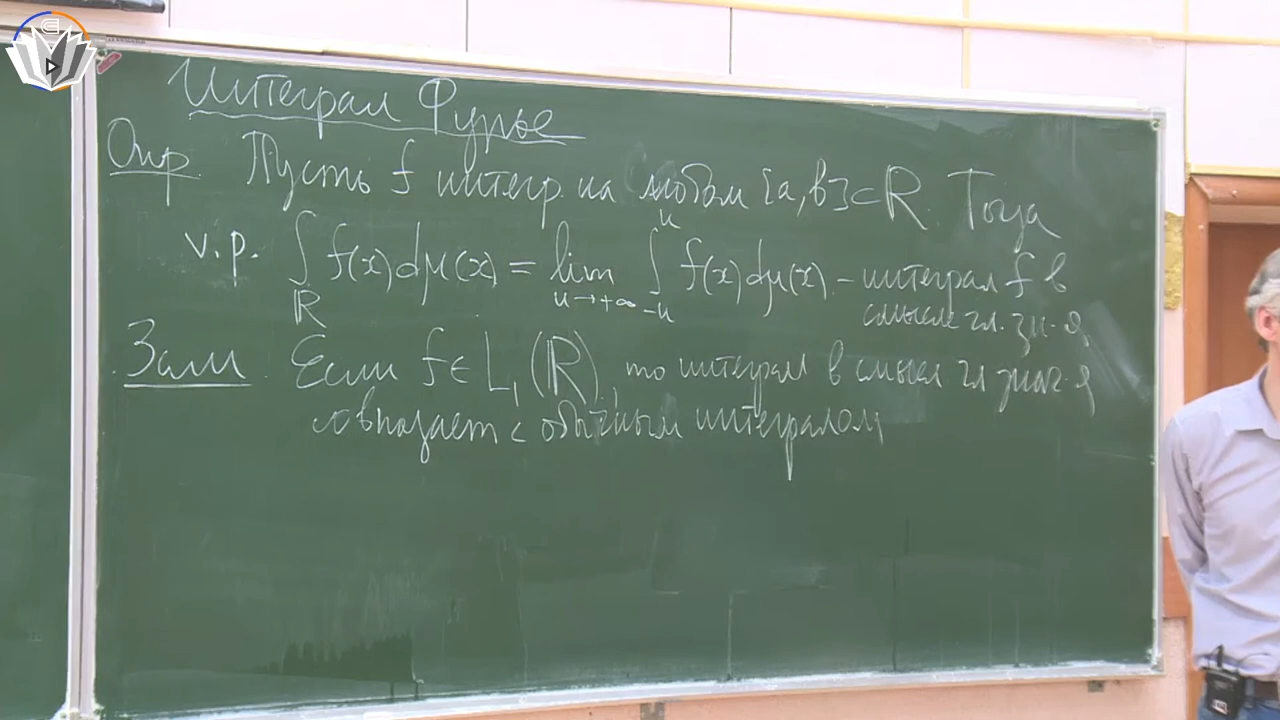 Интеграл Фурье
Опр. Пусть f интегр. на любом [a,b]⊂ℝ. Тогда
v.p. ∫_ℝ f(x)dμ(x) = lim_{n→+∞} ∫_{-n}^{n} f(x)dμ(x) – интеграл f в
смысле гл. зн-я
Зам. Если f∈L₁(ℝ), то интеграл в смысл гл знач-я
совпадает с обычным интегралом